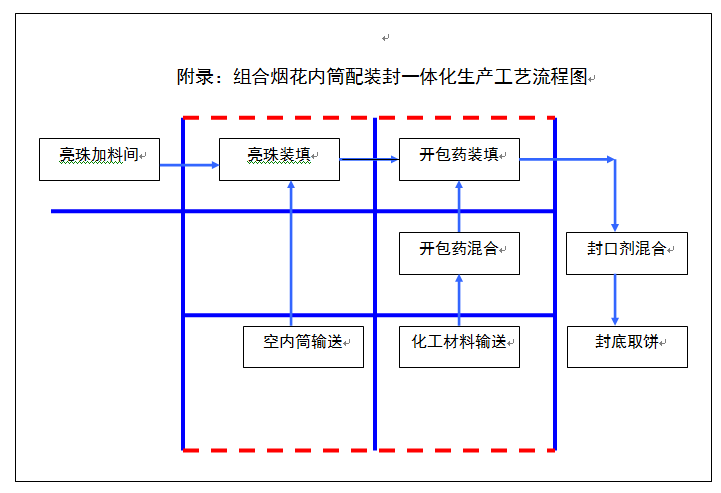 附录：组合烟花内筒配装封一体化生产工艺流程图
亮珠加料间
亮珠装填
开包药装填
开包药混合
封口剂混合
空内筒输送
化工材料输送
封底取饼